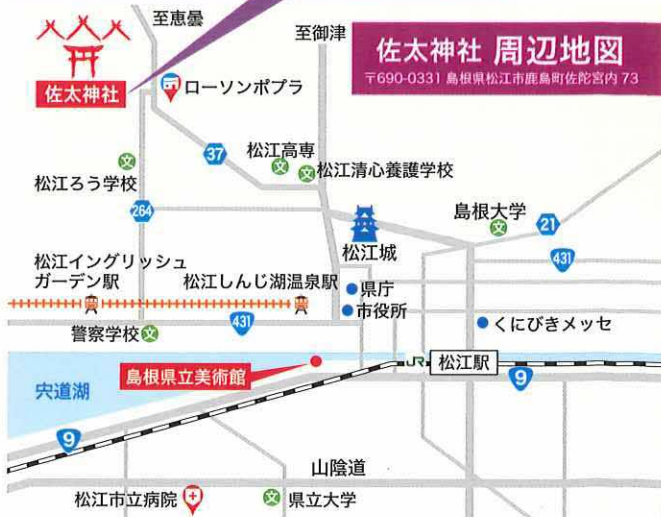 至恵曇
至御津
佐太神社 周辺地図
〒690-0331 島根県松江市鹿島町佐陀宮内 73
佐太神社
ローソンポプラ
37
松江高専
文
文
松江清心養護学校
文
松江ろう学校
264
島根大学
文
21
松江城
431
松江イングリッシュ
ガーデン駅
松江しんじ湖温泉駅
県庁
市役所
431
警察学校
文
くにびきメッセ
島根県立美術館
JR
松江駅
宍道湖
9
9
山陰道
松江市立病院
文
県立大学